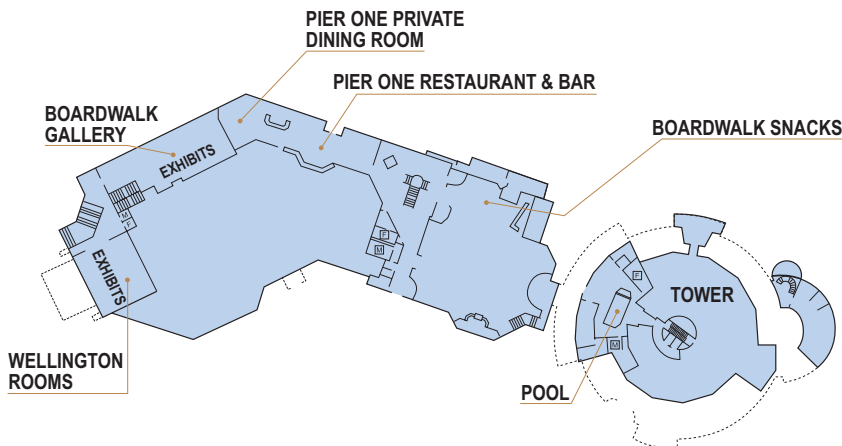 PIER ONE PRIVATE
DINING ROOM
PIER ONE RESTAURANT & BAR
BOARDWALK
GALLERY
BOARDWALK SNACKS
EXHIBITS
M
F
F
M
EXHIBITS
F
TOWER
M
WELLINGTON
ROOMS
POOL